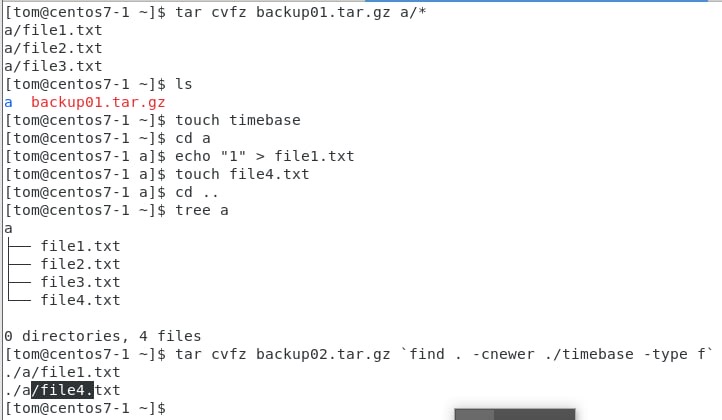 [tom@centos7-1 ~]$ tar cvfz backup01.tar.gz a/*
a/file1.txt
a/file2.txt
a/file3.txt
[tom@centos7-1 ~]$ ls
a  backup01.tar.gz
[tom@centos7-1 ~]$ touch timebase
[tom@centos7-1 ~]$ cd a
[tom@centos7-1 a]$ echo "1" > file1.txt
[tom@centos7-1 a]$ touch file4.txt
[tom@centos7-1 a]$ cd ..
[tom@centos7-1 ~]$ tree a
a
├── file1.txt
├── file2.txt
├── file3.txt
└── file4.txt

0 directories, 4 files
[tom@centos7-1 ~]$ tar cvfz backup02.tar.gz `find . -cnewer ./timebase -type f`
./a/file1.txt
./a/file4.txt
[tom@centos7-1 ~]$